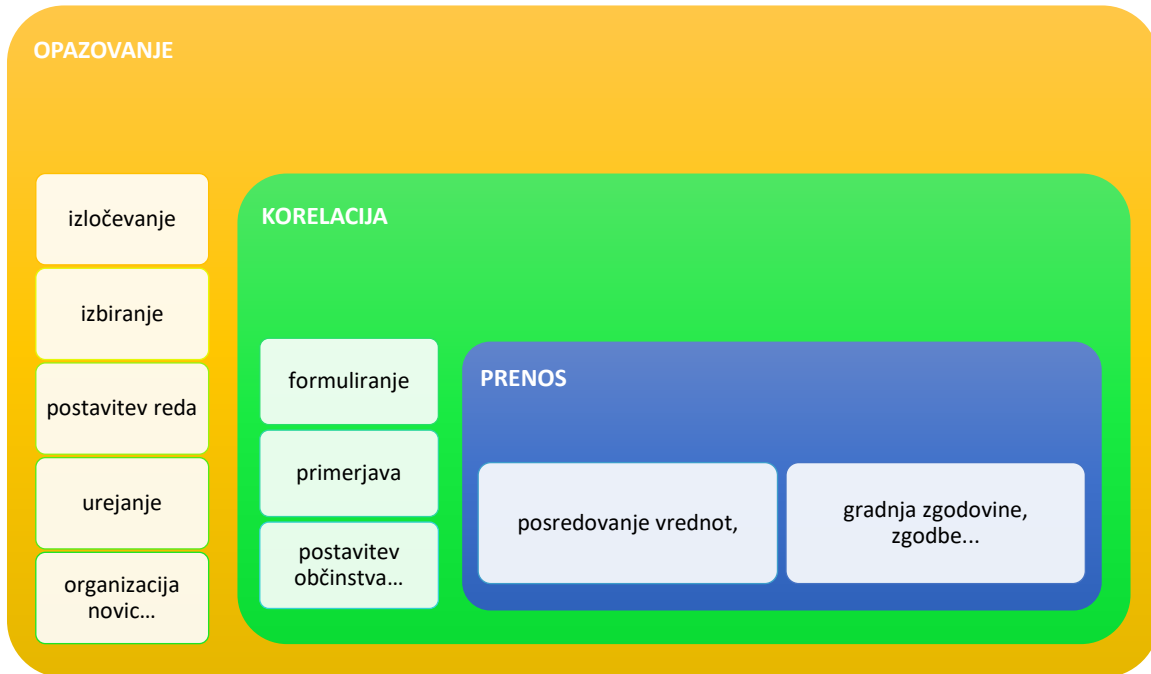 OPAZOVANJE
izločevanje
izbiranje
postavitev reda
urejanje
organizacija
novic...
KORELACIJA
formuliranje
primerjava
postavitev
občinstva...
PRENOS
posredovanje vrednot,
gradnja zgodovine,
zgodbe...